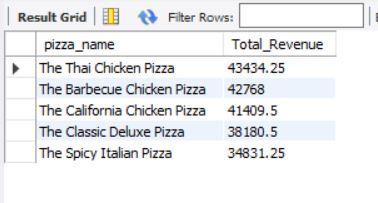 Result Grid Filter Rows:
pizza_name Total_Revenue
The Thai Chicken Pizza 43434.25
The Barbecue Chicken Pizza 42768
The California Chicken Pizza 41409.5
The Classic Deluxe Pizza 38180.5
The Spicy Italian Pizza 34831.25